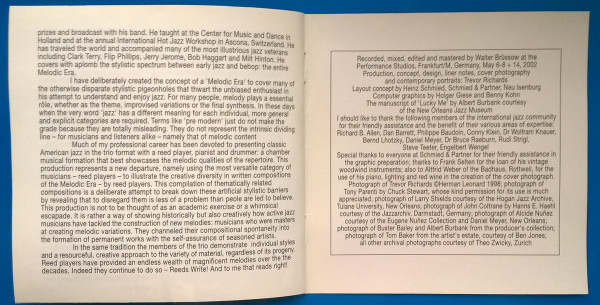 prizes and broadcast with his band. He taught at the Center for Music and Dance in
Holland and at the annual International Hot Jazz Workshop in Ascona, Switzerland. He
has traveled the world and accompanied many of the most illustrious jazz veterans
including Clark Terry, Flip Phillips, Jerry Jerome, Bob Haggart and Milt Hinton. He
covers with aplomb the stylistic spectrum between early jazz and bebop: the entire
Melodic Era.
I have deliberately created the concept of a 'Melodic Era' to cover many of
the otherwise disparate stylistic pigeonholes that thwart the unbiased enthusiast in
his attempt to understand and enjoy jazz. For many people, melody plays a essential
rôle, whether as the theme, improvised variations or the final synthesis. In these days
when the very word 'jazz' has a different meaning for each individual, more general
and explicit categories are required. Terms like 'pre modern' just do not make the
grade because they are totally misleading. They do not represent the intrinsic dividing
line – for musicians and listeners alike – namely that of melodic content
Much of my professional career has been devoted to presenting classic
American jazz in the trio format with a reed player, pianist and drummer: a chamber
musical formation that best showcases the melodic qualities of the repertoire. This
production represents a new departure, namely using the most versatile category of
musicians – reed players – to illustrate the creative diversity in written compositions
of the Melodic Era – by reed players. This compilation of thematically related
compositions is a deliberate attempt to break down these artificial stylistic barriers
by revealing that to disregard them is less of a problem than people are led to believe.
This production is not to be thought of as an academic exercise or a whimsical
escapade. It is rather a way of showing historically but also creatively how active jazz
musicians have tackled the construction of new melodies: musicians who were masters
at creating melodic variations. They channeled their compositional spontaneity into
the formation of permanent works with the self-assurance of seasoned artists.
In the same tradition the members of the trio demonstrate individual styles
and a resourceful, creative approach to the variety of material, regardless of its progeny.
Reed players have provided an endless wealth of magnificent melodies over the the
decades. Indeed they continue to do so – Reeds Write! And to me that reads right!
Recorded, mixed, edited and mastered by Walter Brüssow at the
Performance Studios, Frankfurt/M, Germany, May 6-8 + 14, 2002
Production, concept, design, liner notes, cover photography
and contemporary portraits: Trevor Richards
Layout concept by Heinz Schmied, Schmied & Partner, Neu Isenburg
Computer graphics by Holger Giese and Benny Kohn
The manuscript of 'Lucky Me' by Albert Burbank courtesy
of the New Orleans Jazz Museum
I should like to thank the following members of the international jazz community
for their friendly assistance and the benefit of their various areas of expertise:
Richard B. Allen, Dan Barrett, Philippe Baudoin, Conny Klein, Dr Wolfram Knauer,
Bernd Lhotzky, Daniel Meyer, Dr Bruce Raeburn, Rudi Strigl,
Steve Teeter, Engelbert Wengel
Special thanks to everyone at Schmied & Partner for their friendly assistance in
the graphic preparation; thanks to Frank Selten for the loan of his vintage
woodwind instruments; also to Altfrid Weber of the Badhaus, Rottweil, for the
use of his piano, lighting and red wine in the creation of the cover photograph.
Photograph of Trevor Richards ©Herman Leonard 1998; photograph of
Tony Parenti by Chuck Stewart, whose kind permission for its use is much
appreciated; photograph of Larry Shields courtesy of the Hogan Jazz Archive,
Tulane University, New Orleans; photograph of John Coltrane by Hanns E. Haehl
courtesy of the Jazzarchiv, Darmstadt, Germany; photograph of Alcide Nuñez
courtesy of the Eugene Nuñez Collection and Daniel Meyer, New Orleans;
photograph of Buster Bailey and Albert Burbank from the producer's collection;
photograph of Tom Baker from the artist's estate, courtesy of Ben Jones;
all other archival photographs courtesy of Theo Zwicky, Zurich